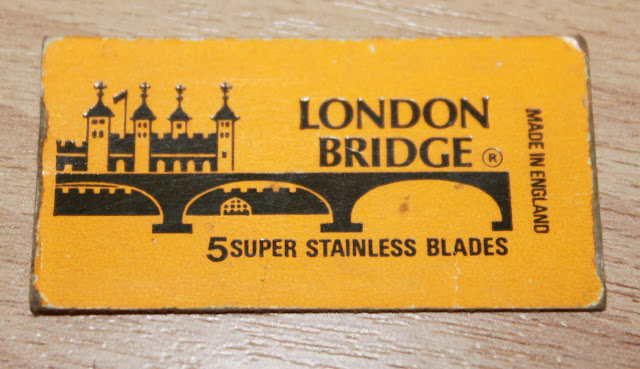 LONDON
BRIDGE ®
MADE IN ENGLAND
5 SUPER STAINLESS BLADES